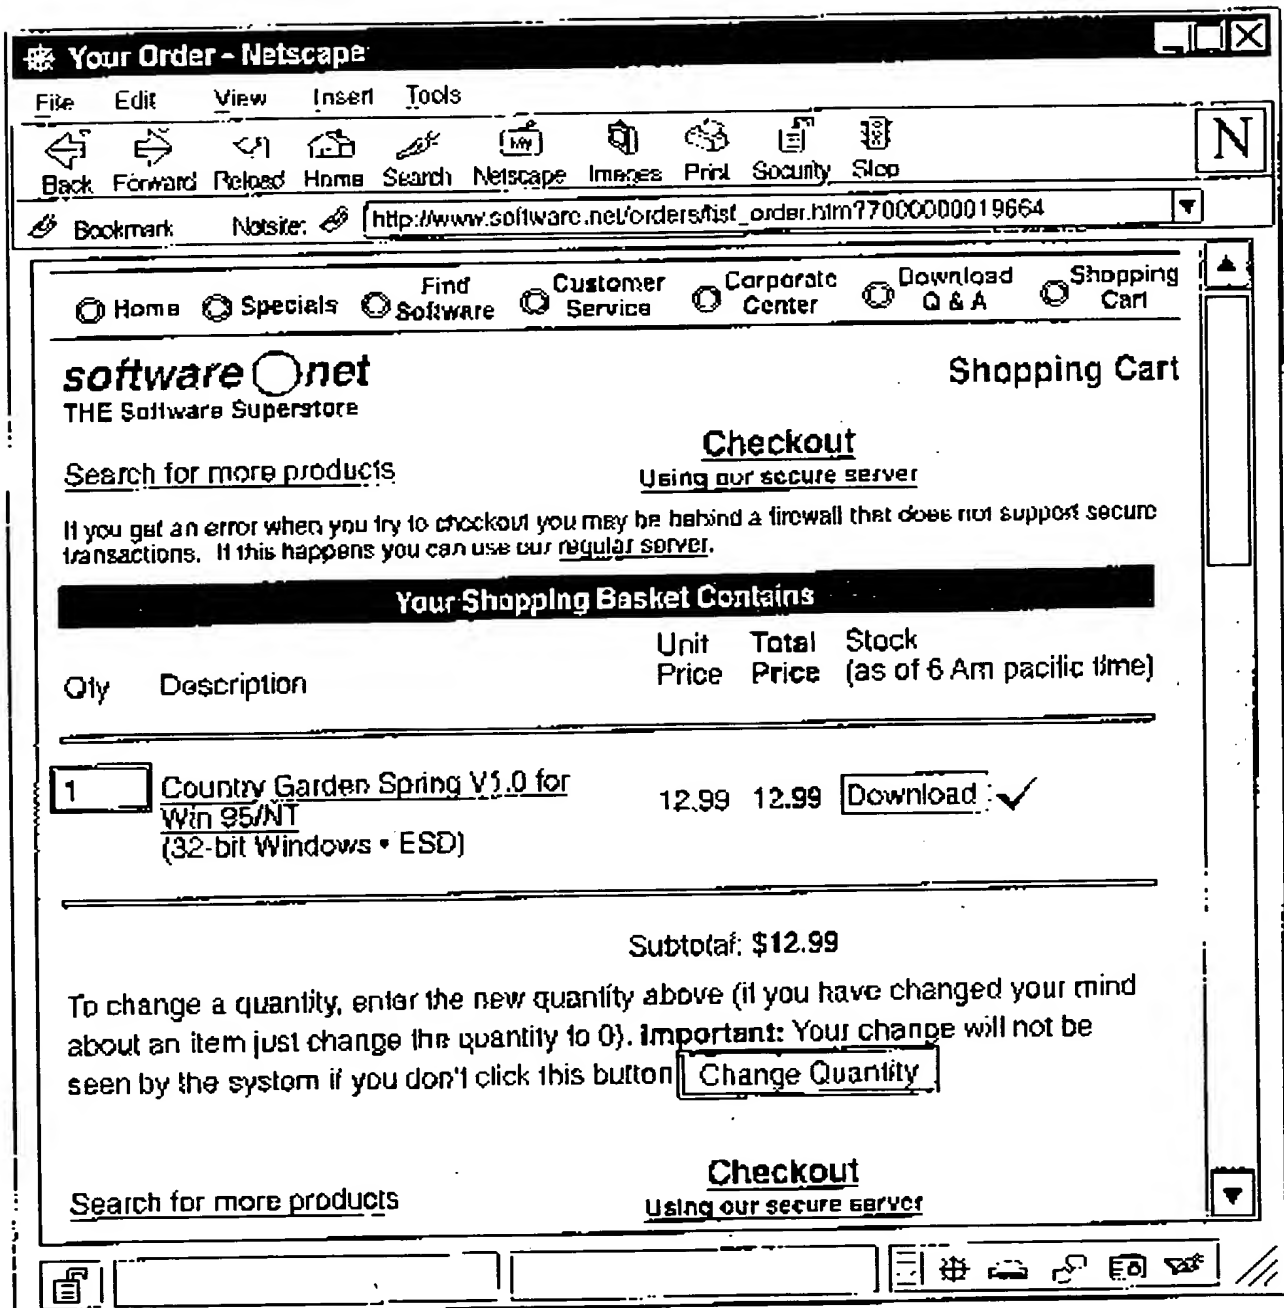 Your Order - Netscape
File Edit View Insert Tools
My
N
Back Forward Reload Home Search Netscape Images Print Security Stop
Bookmark Netsite: http://www.software.net/orders/list_order.htm?70000000019664
Home Specials Find Software Customer Service Corporate Center Download Q & A Shopping Cart
software net
Shopping Cart
THE Software Superstore
Checkout
Search for more products
Using our secure server
If you get an error when you try to checkout you may be behind a firewall that does not support secure
transactions. If this happens you can use our regular server.
Your Shopping Basket Contains
Qty Description Unit Price Total Price Stock (as of 6 Am pacific time)
1 Country Garden Spring V1.0 for 12.99 12.99 Download
Win 95/NT
(32-bit Windows • ESD)
Subtotal: $12.99
To change a quantity, enter the new quantity above (if you have changed your mind
about an item just change the quantity to 0). Important: Your change will not be
seen by the system if you don't click this button Change Quantity
Checkout
Search for more products
Using our secure server